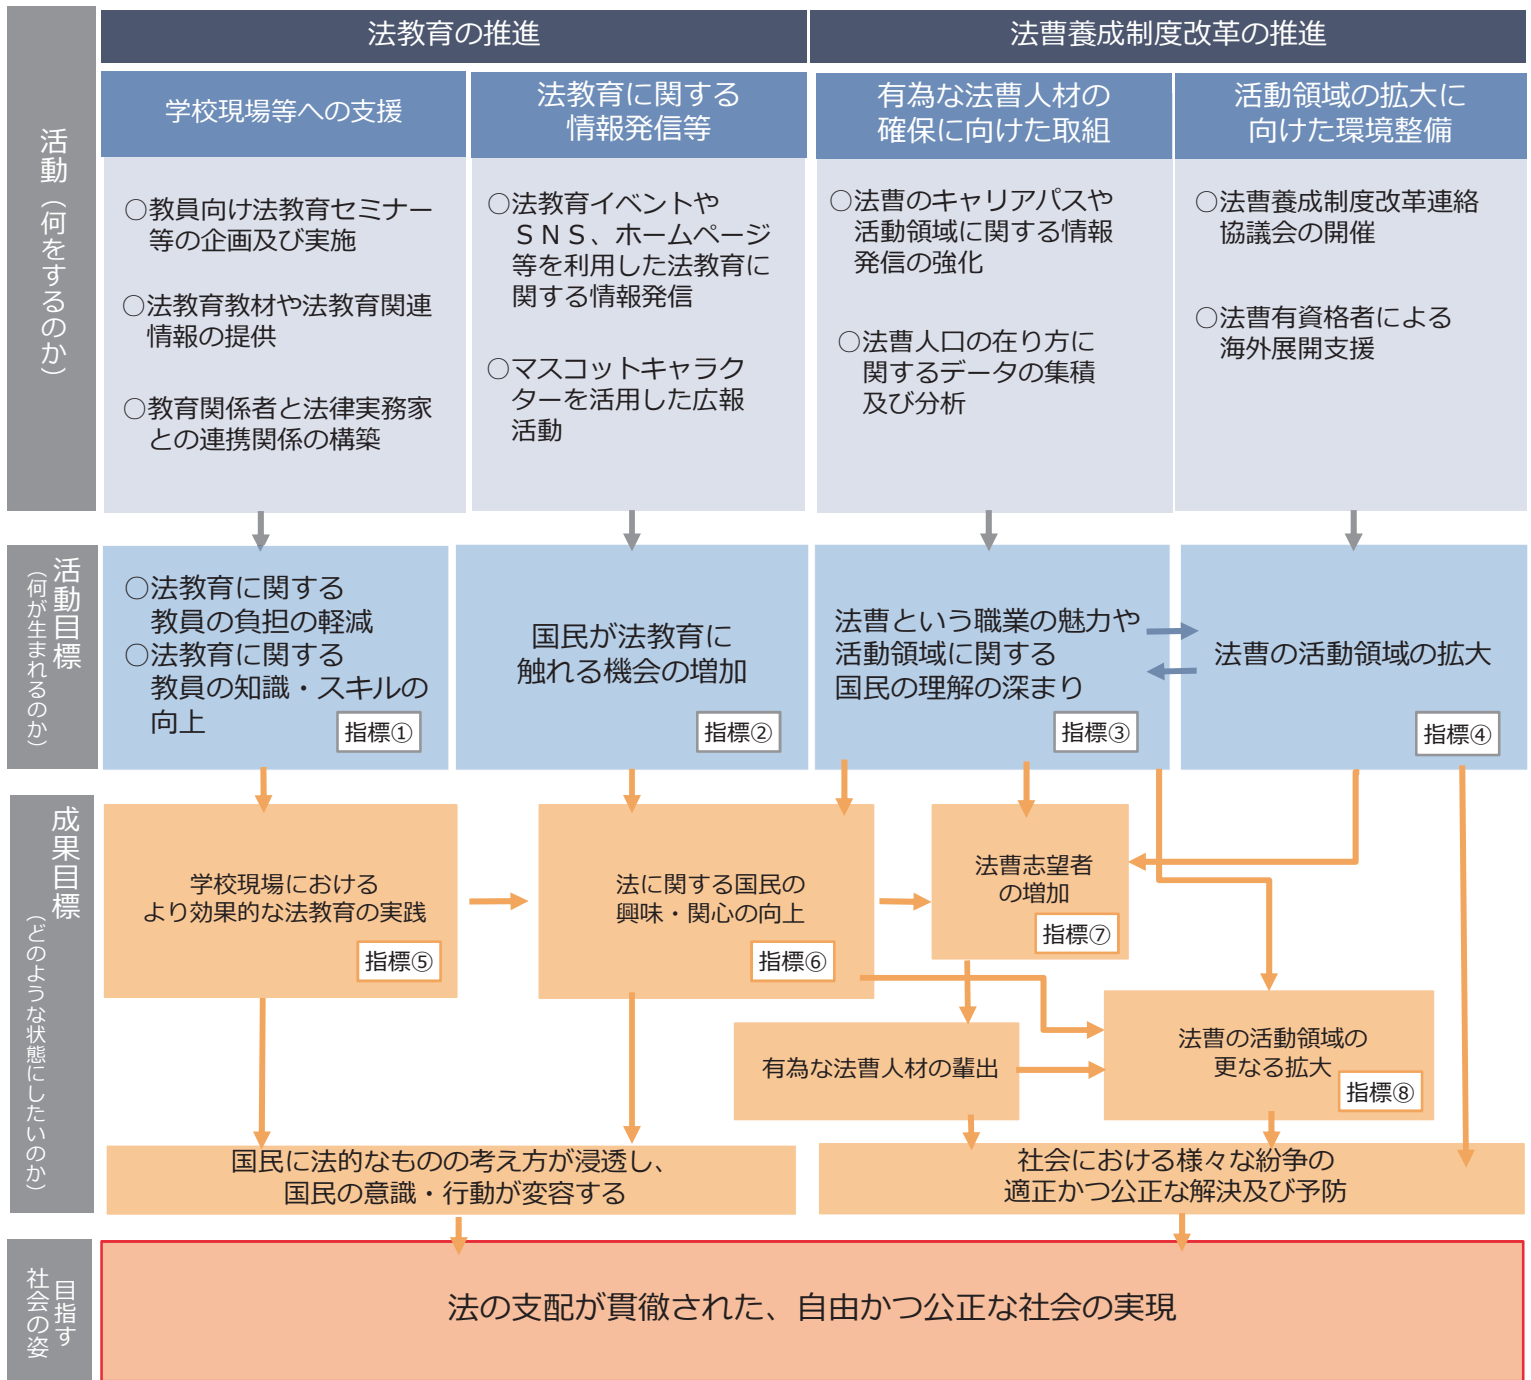 法教育の推進
法曹養成制度改革の推進
活動（何をするのか）
学校現場等への支援
法教育に関する
情報発信等
有為な法曹人材の
確保に向けた取組
活動領域の拡大に
向けた環境整備
○教員向け法教育セミナー
等の企画及び実施
○法教育教材や法教育関連
情報の提供
○教育関係者と法律実務家
との連携関係の構築
○法教育イベントや
ＳＮＳ、ホームページ
等を利用した法教育に
関する情報発信
○マスコットキャラク
ターを活用した広報
活動
○法曹のキャリアパスや
活動領域に関する情報
発信の強化
○法曹人口の在り方に
関するデータの集積
及び分析
○法曹養成制度改革連絡
協議会の開催
○法曹有資格者による
海外展開支援
活動目標
（何が生まれるのか）
○法教育に関する
教員の負担の軽減
○法教育に関する
教員の知識・スキルの
向上
指標①
国民が法教育に
触れる機会の増加
指標②
法曹という職業の魅力や
活動領域に関する
国民の理解の深まり
指標③
法曹の活動領域の拡大
指標④
成果目標
（どのような状態にしたいのか）
学校現場における
より効果的な法教育の実践
指標⑤
法に関する国民の
興味・関心の向上
指標⑥
法曹志望者
の増加
指標⑦
有為な法曹人材の輩出
法曹の活動領域の
更なる拡大
指標⑧
国民に法的なものの考え方が浸透し、
国民の意識・行動が変容する
社会における様々な紛争の
適正かつ公正な解決及び予防
目指す
社会の姿
法の支配が貫徹された、自由かつ公正な社会の実現